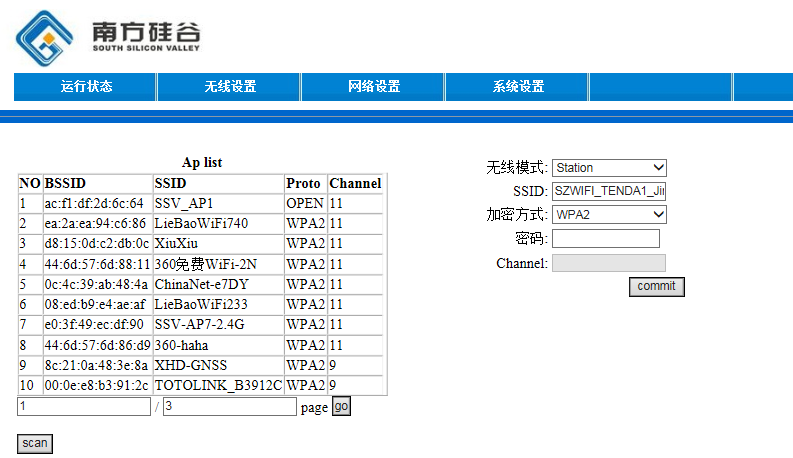 南方硅谷
SOUTH SILICON VALLEY
运行状态 无线设置 网络设置 系统设置
Ap list
NO BSSID SSID Proto Channel
1 ac:f1:df:2d:6c:64 SSV_AP1 OPEN 11
2 ea:2a:ea:94:c6:86 LieBaoWiFi740 WPA2 11
3 d8:15:0d:c2:db:0c XiuXiu WPA2 11
4 44:6d:57:6d:88:11 360免费WiFi-2N WPA2 11
5 0c:4c:39:ab:48:4a ChinaNet-e7DY WPA2 11
6 08:ed:b9:e4:ae:af LieBaoWiFi233 WPA2 11
7 e0:3f:49:ec:df:90 SSV-AP7-2.4G WPA2 11
8 44:6d:57:6d:86:d9 360-haha WPA2 11
9 8c:21:0a:48:3e:8a XHD-GNSS WPA2 9
10 00:0e:e8:b3:91:2c TOTOLINK_B3912C WPA2 9
1 / 3 page go
scan
无线模式: Station
SSID: SZWIFI_TENDA1_Jin
加密方式: WPA2
密码:
Channel:
commit